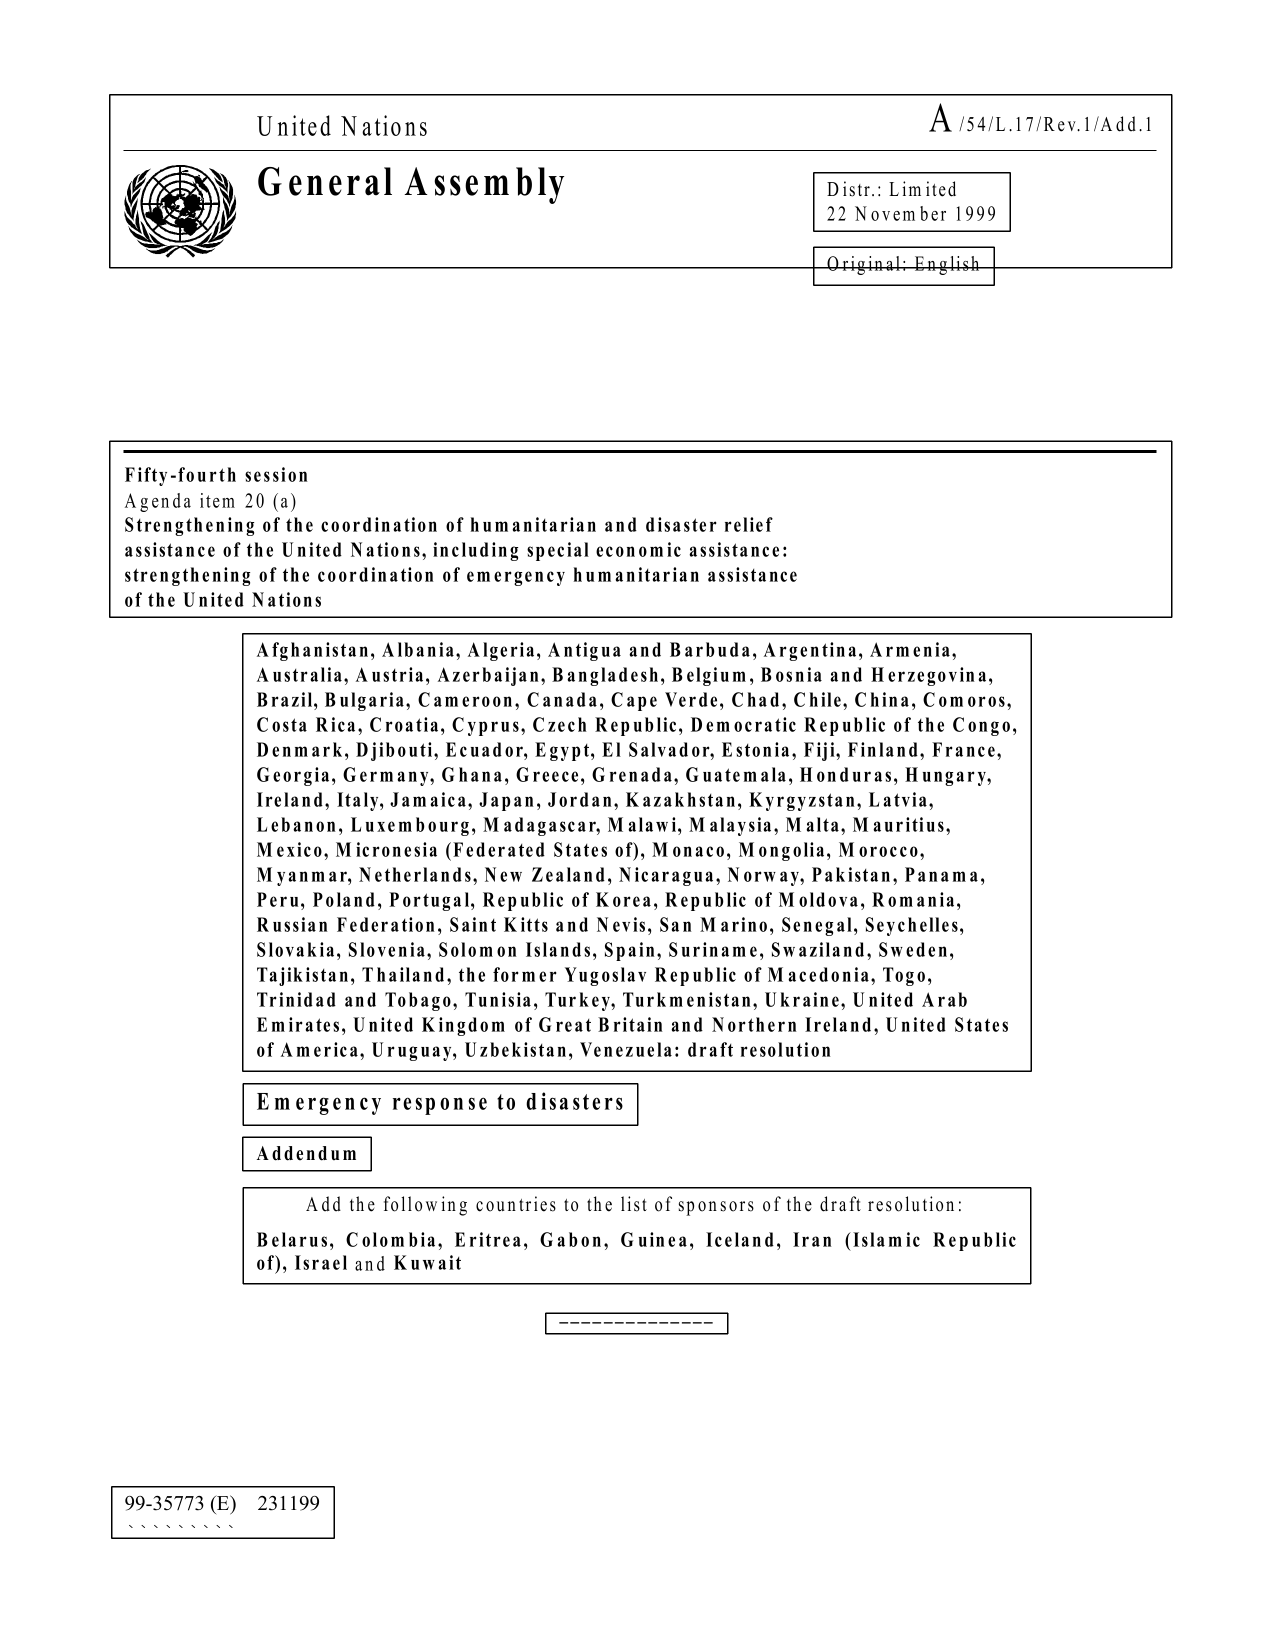 United Nations
A/54/L.17/Rev.1/Add.1
General Assembly
Distr.: Limited
22 November 1999
Original: English
Fifty-fourth session
Agenda item 20 (a)
Strengthening of the coordination of humanitarian and disaster relief
assistance of the United Nations, including special economic assistance:
strengthening of the coordination of emergency humanitarian assistance
of the United Nations
Afghanistan, Albania, Algeria, Antigua and Barbuda, Argentina, Armenia,
Australia, Austria, Azerbaijan, Bangladesh, Belgium, Bosnia and Herzegovina,
Brazil, Bulgaria, Cameroon, Canada, Cape Verde, Chad, Chile, China, Comoros,
Costa Rica, Croatia, Cyprus, Czech Republic, Democratic Republic of the Congo,
Denmark, Djibouti, Ecuador, Egypt, El Salvador, Estonia, Fiji, Finland, France,
Georgia, Germany, Ghana, Greece, Grenada, Guatemala, Honduras, Hungary,
Ireland, Italy, Jamaica, Japan, Jordan, Kazakhstan, Kyrgyzstan, Latvia,
Lebanon, Luxembourg, Madagascar, Malawi, Malaysia, Malta, Mauritius,
Mexico, Micronesia (Federated States of), Monaco, Mongolia, Morocco,
Myanmar, Netherlands, New Zealand, Nicaragua, Norway, Pakistan, Panama,
Peru, Poland, Portugal, Republic of Korea, Republic of Moldova, Romania,
Russian Federation, Saint Kitts and Nevis, San Marino, Senegal, Seychelles,
Slovakia, Slovenia, Solomon Islands, Spain, Suriname, Swaziland, Sweden,
Tajikistan, Thailand, the former Yugoslav Republic of Macedonia, Togo,
Trinidad and Tobago, Tunisia, Turkey, Turkmenistan, Ukraine, United Arab
Emirates, United Kingdom of Great Britain and Northern Ireland, United States
of America, Uruguay, Uzbekistan, Venezuela: draft resolution
Emergency response to disasters
Addendum
Add the following countries to the list of sponsors of the draft resolution:
Belarus, Colombia, Eritrea, Gabon, Guinea, Iceland, Iran (Islamic Republic
of), Israel and Kuwait
––––––––––––––
99-35773 (E) 231199
` ` ` ` ` ` ` ` `